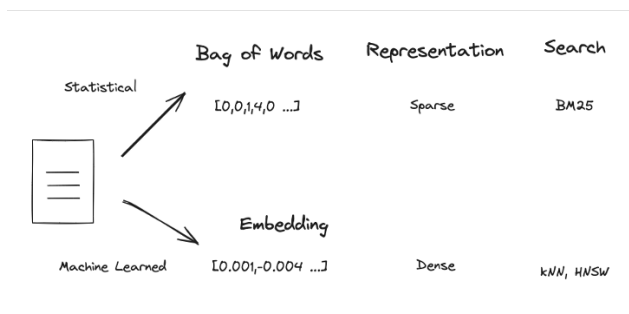 Bag of Words Representation Search
Statistical
[0,0,1,4,0 ...] Sparse BM25
Embedding
Machine Learned [0.001,-0.004 ...] Dense kNN, HNSW